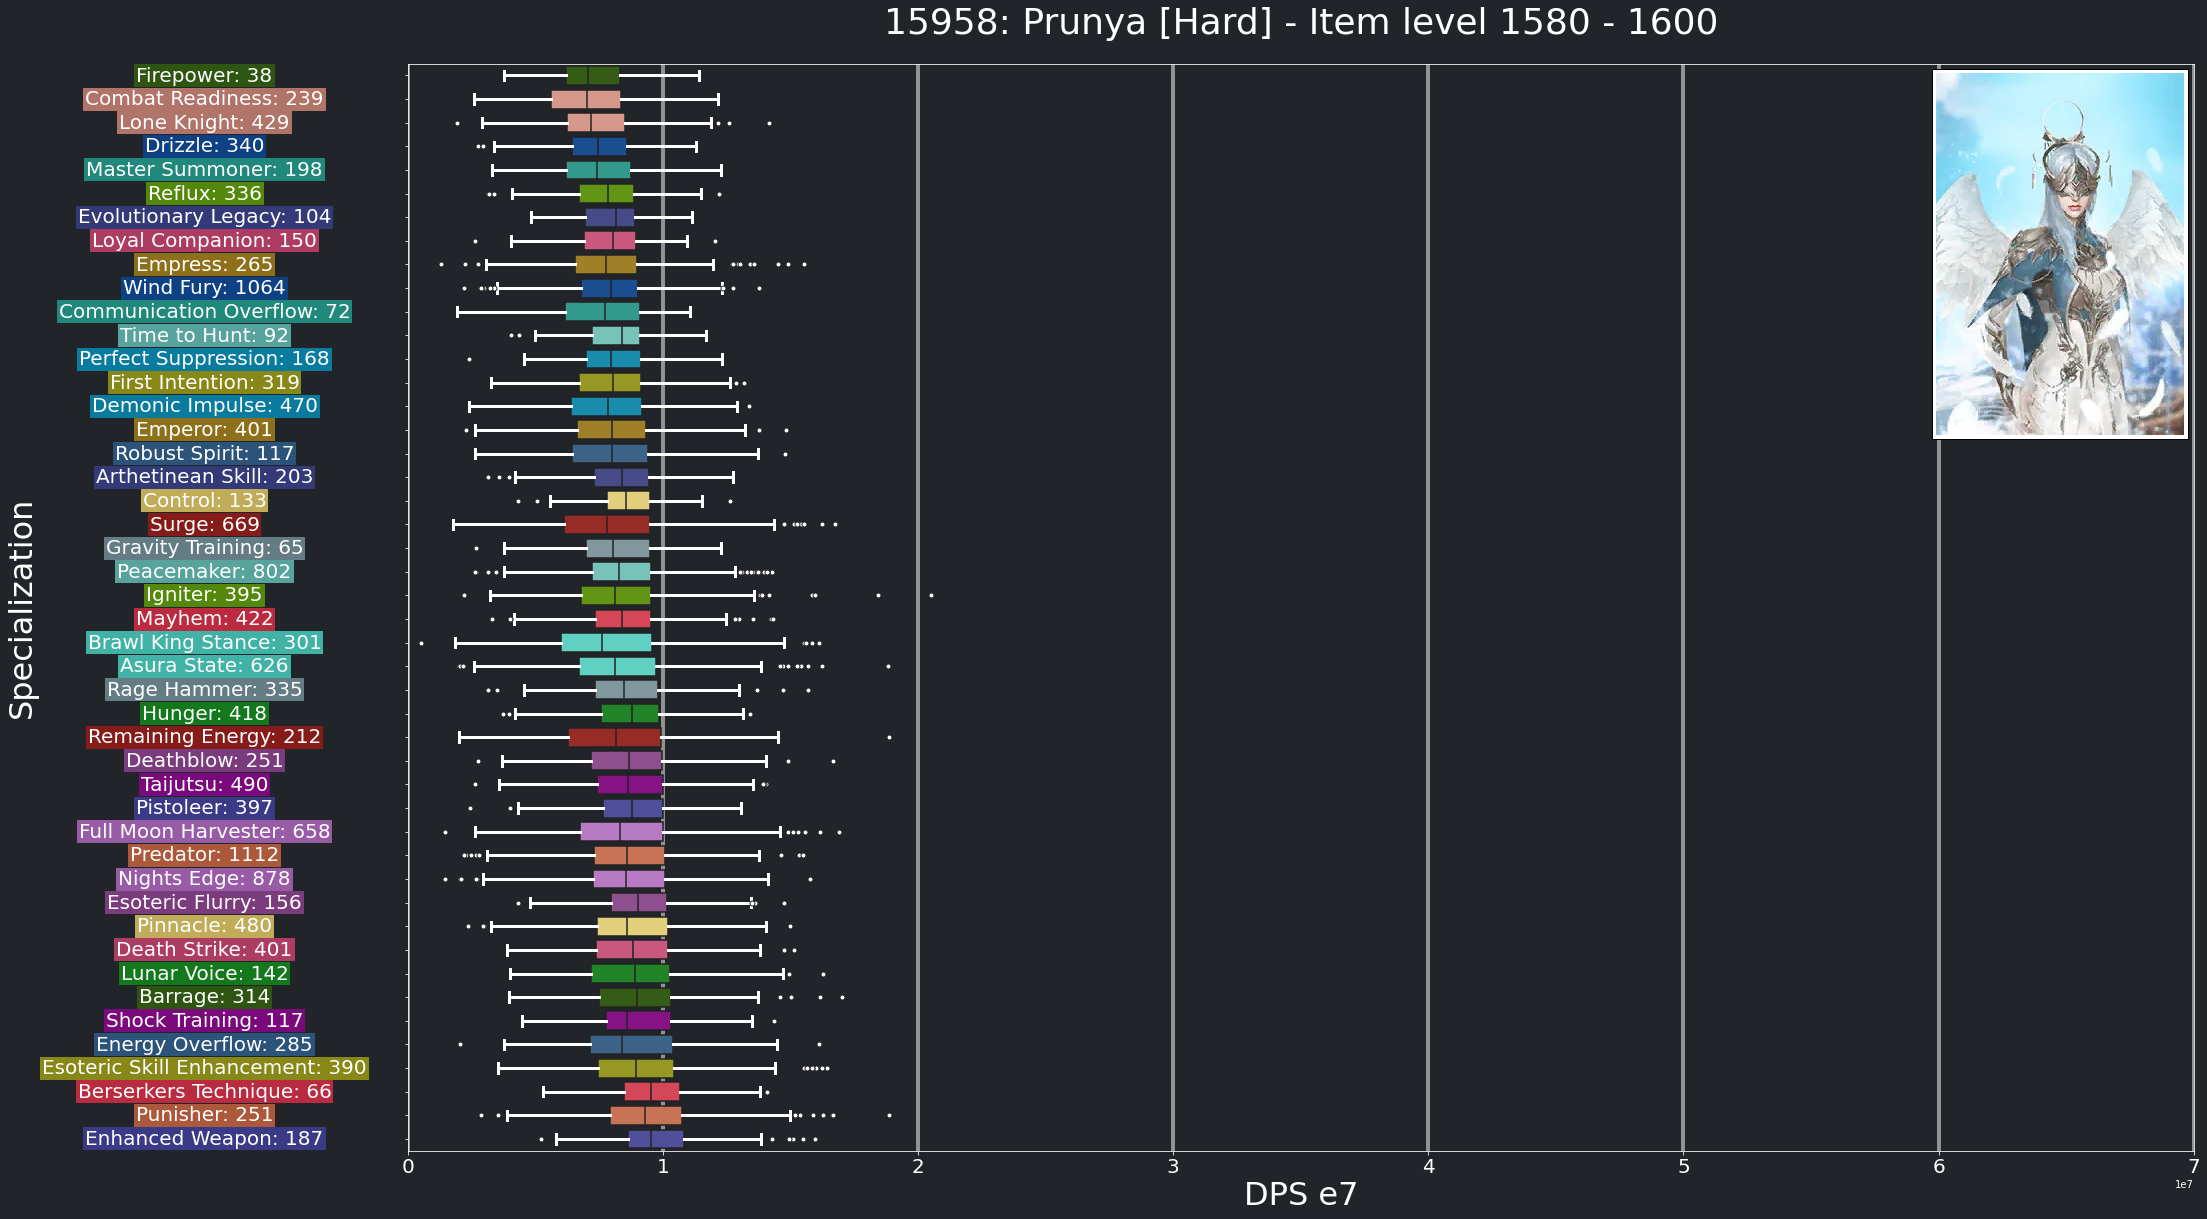 15958: Prunya [Hard] - Item level 1580 - 1600
Specialization
Firepower: 38
Combat Readiness: 239
Lone Knight: 429
Drizzle: 340
Master Summoner: 198
Reflux: 336
Evolutionary Legacy: 104
Loyal Companion: 150
Empress: 265
Wind Fury: 1064
Communication Overflow: 72
Time to Hunt: 92
Perfect Suppression: 168
First Intention: 319
Demonic Impulse: 470
Emperor: 401
Robust Spirit: 117
Arthetinean Skill: 203
Control: 133
Surge: 669
Gravity Training: 65
Peacemaker: 802
Igniter: 395
Mayhem: 422
Brawl King Stance: 301
Asura State: 626
Rage Hammer: 335
Hunger: 418
Remaining Energy: 212
Deathblow: 251
Taijutsu: 490
Pistoleer: 397
Full Moon Harvester: 658
Predator: 1112
Nights Edge: 878
Esoteric Flurry: 156
Pinnacle: 480
Death Strike: 401
Lunar Voice: 142
Barrage: 314
Shock Training: 117
Energy Overflow: 285
Esoteric Skill Enhancement: 390
Berserkers Technique: 66
Punisher: 251
Enhanced Weapon: 187
0 1 2 3 4 5 6 7
1e7
DPS e7